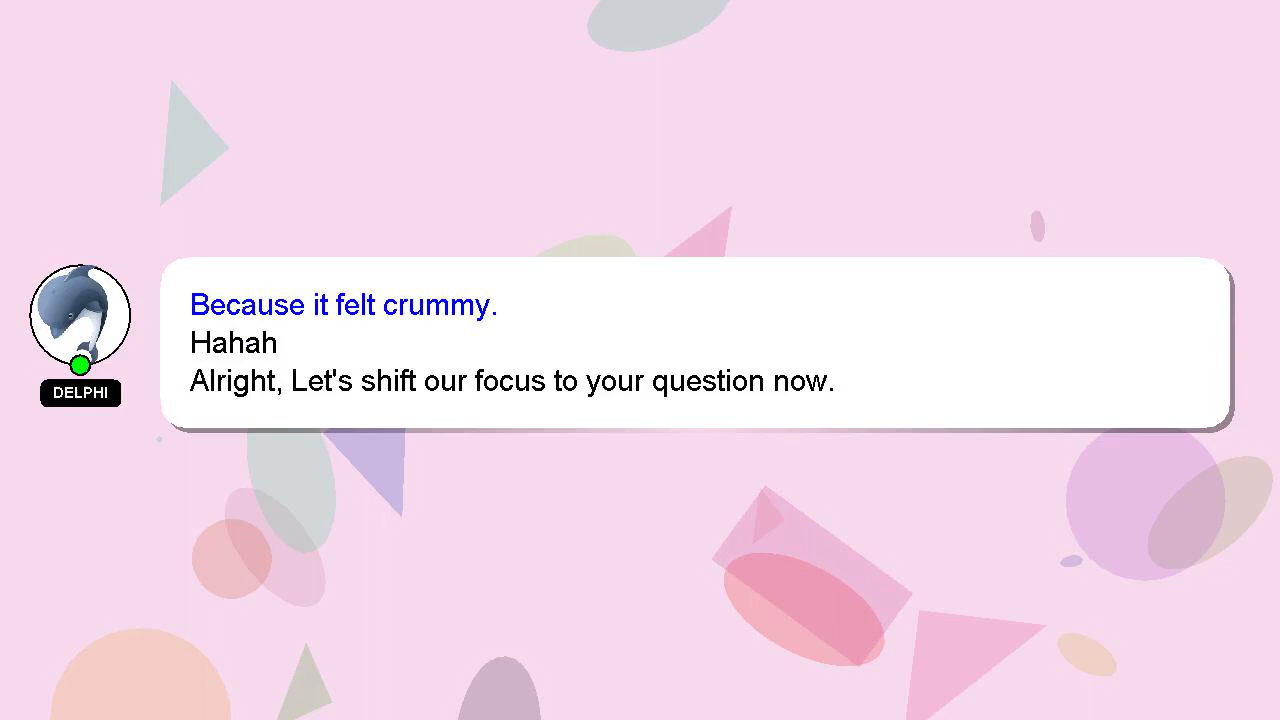 Because it felt crummy.
Hahah
Alright, Let's shift our focus to your question now.
DELPHI